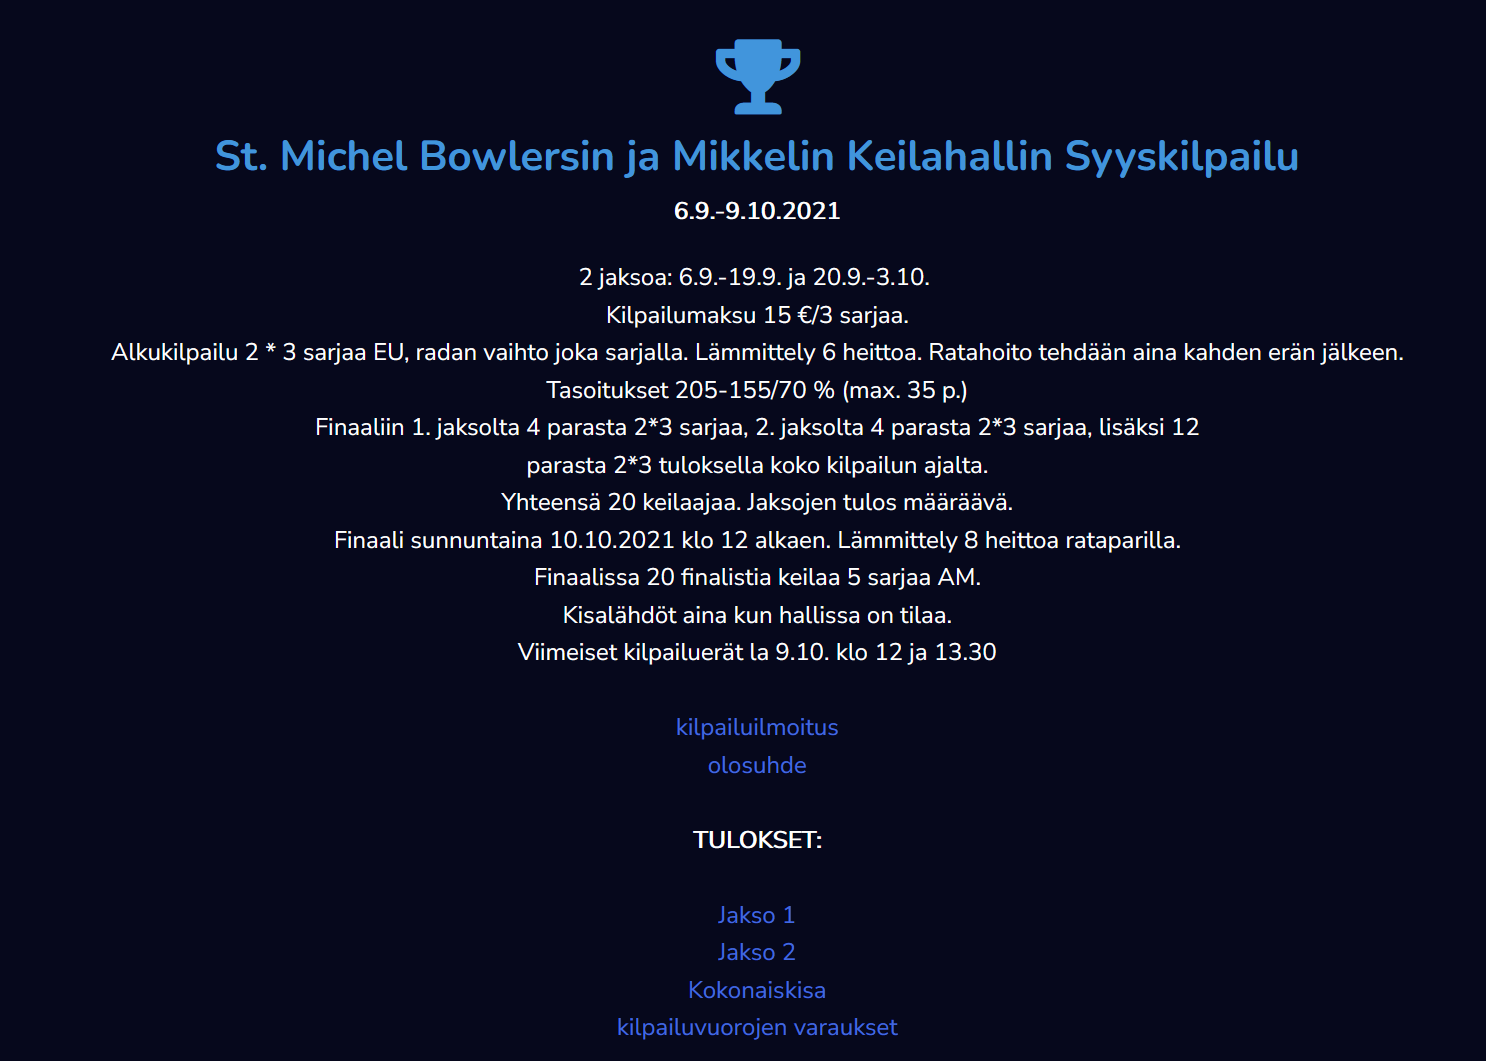 St. Michel Bowlersin ja Mikkelin Keilahallin Syyskilpailu
6.9.-9.10.2021
2 jaksoa: 6.9.-19.9. ja 20.9.-3.10.
Kilpailumaksu 15 €/3 sarjaa.
Alkukilpailu 2 * 3 sarjaa EU, radan vaihto joka sarjalla. Lämmittely 6 heittoa. Ratahoito tehdään aina kahden erän jälkeen.
Tasoitukset 205-155/70 % (max. 35 p.)
Finaaliin 1. jaksolta 4 parasta 2*3 sarjaa, 2. jaksolta 4 parasta 2*3 sarjaa, lisäksi 12
parasta 2*3 tuloksella koko kilpailun ajalta.
Yhteensä 20 keilaajaa. Jaksojen tulos määräävä.
Finaali sunnuntaina 10.10.2021 klo 12 alkaen. Lämmittely 8 heittoa rataparilla.
Finaalissa 20 finalistia keilaa 5 sarjaa AM.
Kisalähdöt aina kun hallissa on tilaa.
Viimeiset kilpailuerät la 9.10. klo 12 ja 13.30
kilpailuilmoitus
olosuhde
TULOKSET:
Jakso 1
Jakso 2
Kokonaiskisa
kilpailuvuorojen varaukset